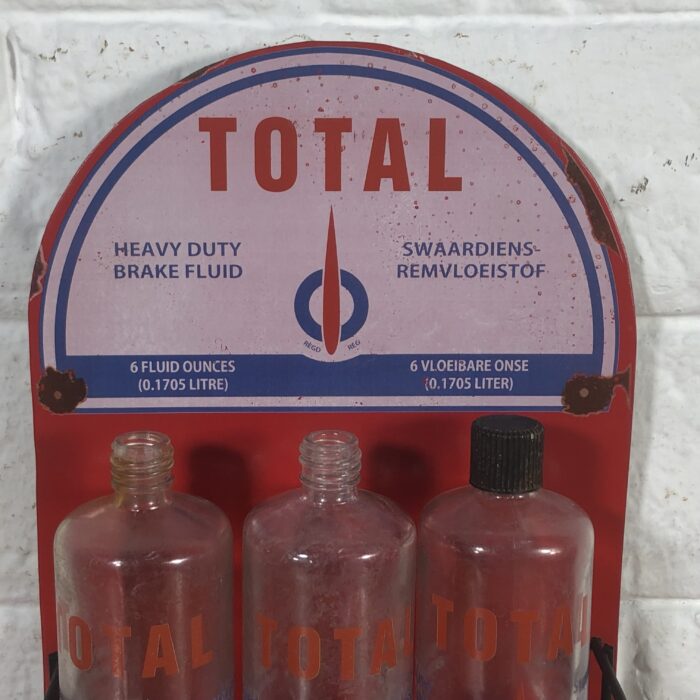 TOTAL
HEAVY DUTY
BRAKE FLUID
SWAARDIENS-
REMVLOEISTOF
REGD REG
6 FLUID OUNCES
(0.1705 LITRE)
6 VLOEIBARE ONSE
(0.1705 LITER)
TOTAL
TOTAL
TOTAL